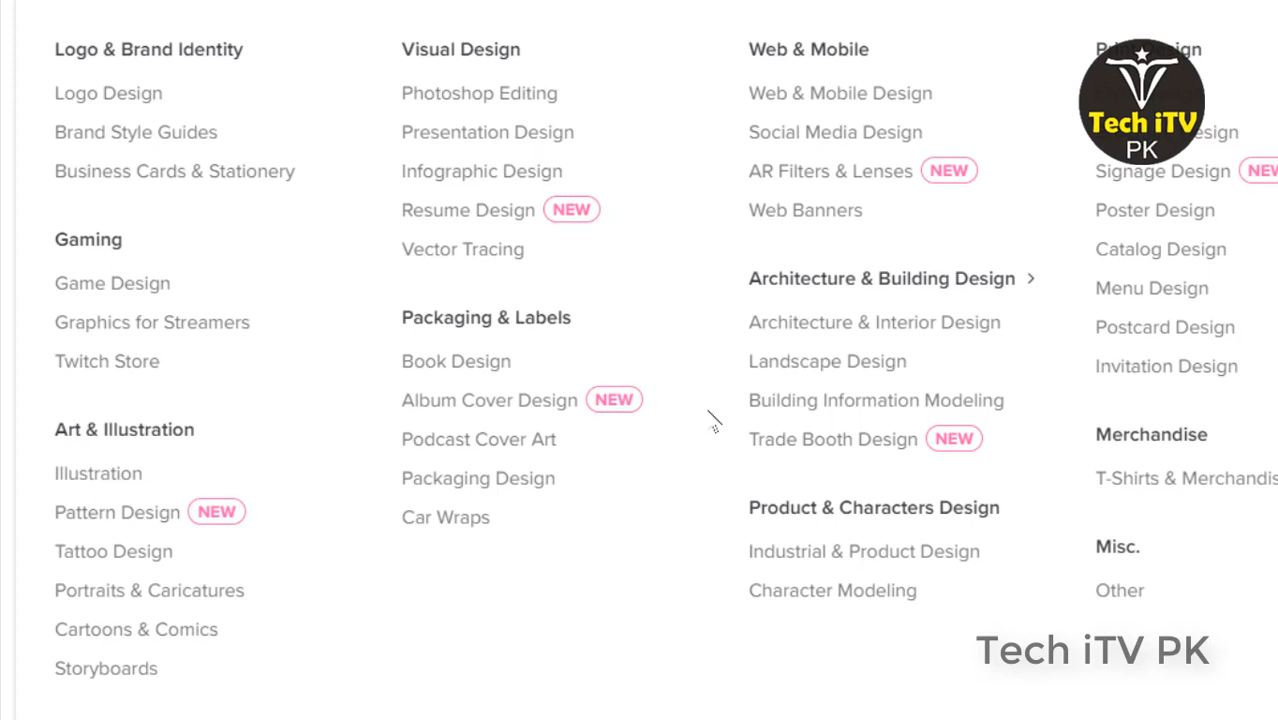 Logo & Brand Identity
Logo Design
Brand Style Guides
Business Cards & Stationery
Gaming
Game Design
Graphics for Streamers
Twitch Store
Art & Illustration
Illustration
Pattern Design NEW
Tattoo Design
Portraits & Caricatures
Cartoons & Comics
Storyboards
Visual Design
Photoshop Editing
Presentation Design
Infographic Design
Resume Design NEW
Vector Tracing
Packaging & Labels
Book Design
Album Cover Design NEW
Podcast Cover Art
Packaging Design
Car Wraps
Web & Mobile
Web & Mobile Design
Social Media Design
AR Filters & Lenses NEW
Web Banners
Architecture & Building Design >
Architecture & Interior Design
Landscape Design
Building Information Modeling
Trade Booth Design NEW
Product & Characters Design
Industrial & Product Design
Character Modeling
Tech iTV
PK
Signage Design
Poster Design
Catalog Design
Menu Design
Postcard Design
Invitation Design
Merchandise
T-Shirts & Merchandis
Misc.
Other
Tech iTV PK